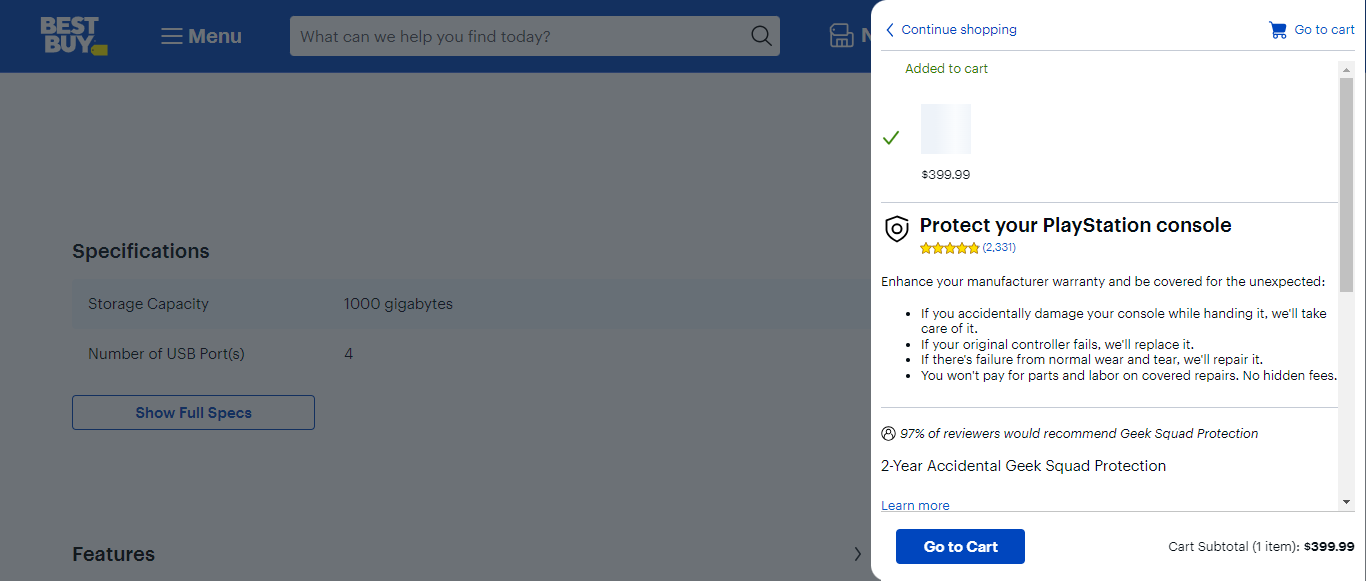 BEST BUY
Menu
What can we help you find today?
N
Continue shopping
Go to cart
Added to cart
$399.99
Protect your PlayStation console
(2,331)
Enhance your manufacturer warranty and be covered for the unexpected:
• If you accidentally damage your console while handing it, we'll take
care of it.
• If your original controller fails, we'll replace it.
• If there's failure from normal wear and tear, we'll repair it.
• You won't pay for parts and labor on covered repairs. No hidden fees.
97% of reviewers would recommend Geek Squad Protection
2-Year Accidental Geek Squad Protection
Learn more
Go to Cart
Cart Subtotal (1 item): $399.99
Specifications
Storage Capacity 1000 gigabytes
Number of USB Port(s) 4
Show Full Specs
Features